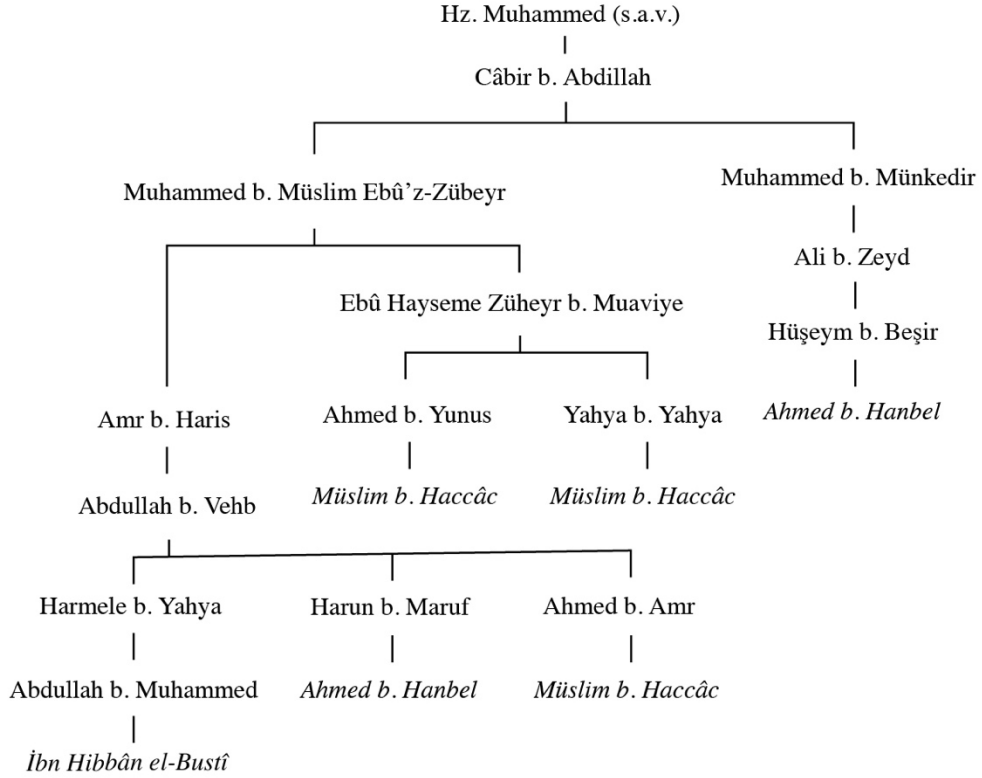 Hz. Muhammed (s.a.v.)
Câbir b. Abdillah
Muhammed b. Müslim Ebû’z-Zübeyr
Muhammed b. Münkedir
Ali b. Zeyd
Ebû Hayseme Züheyr b. Muaviye
Hüşeym b. Beşir
Amr b. Haris
Ahmed b. Yunus
Yahya b. Yahya
Ahmed b. Hanbel
Abdullah b. Vehb
Müslim b. Haccâc
Müslim b. Haccâc
Harmele b. Yahya
Harun b. Maruf
Ahmed b. Amr
Abdullah b. Muhammed
Ahmed b. Hanbel
Müslim b. Haccâc
İbn Hibbân el-Bustî